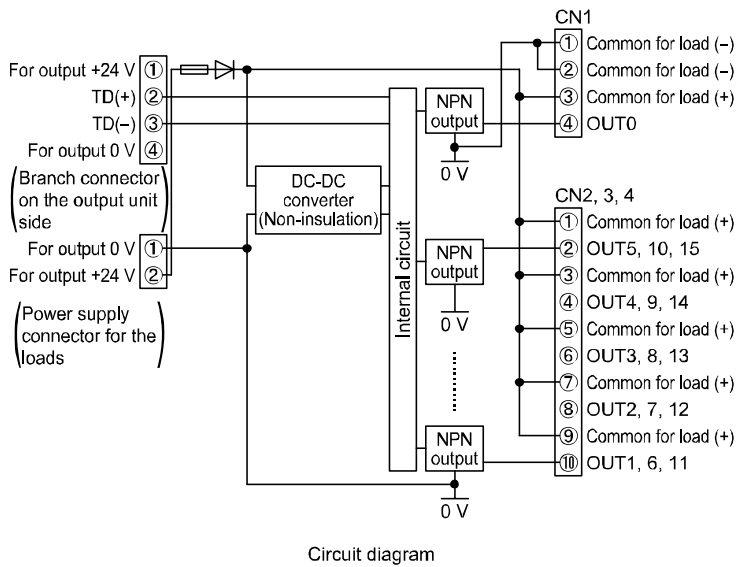 For output +24 V ①
TD(+) ②
TD(–) ③
For output 0 V ④
(Branch connector
on the output unit
side)
For output 0 V ①
For output +24 V ②
(Power supply
connector for the
loads)
DC-DC
converter
(Non-insulation)
Internal circuit
NPN
output
0 V
NPN
output
0 V
NPN
output
0 V
CN1
① Common for load (–)
② Common for load (–)
③ Common for load (+)
④ OUT0
CN2, 3, 4
① Common for load (+)
② OUT5, 10, 15
③ Common for load (+)
④ OUT4, 9, 14
⑤ Common for load (+)
⑥ OUT3, 8, 13
⑦ Common for load (+)
⑧ OUT2, 7, 12
⑨ Common for load (+)
⑩ OUT1, 6, 11
Circuit diagram